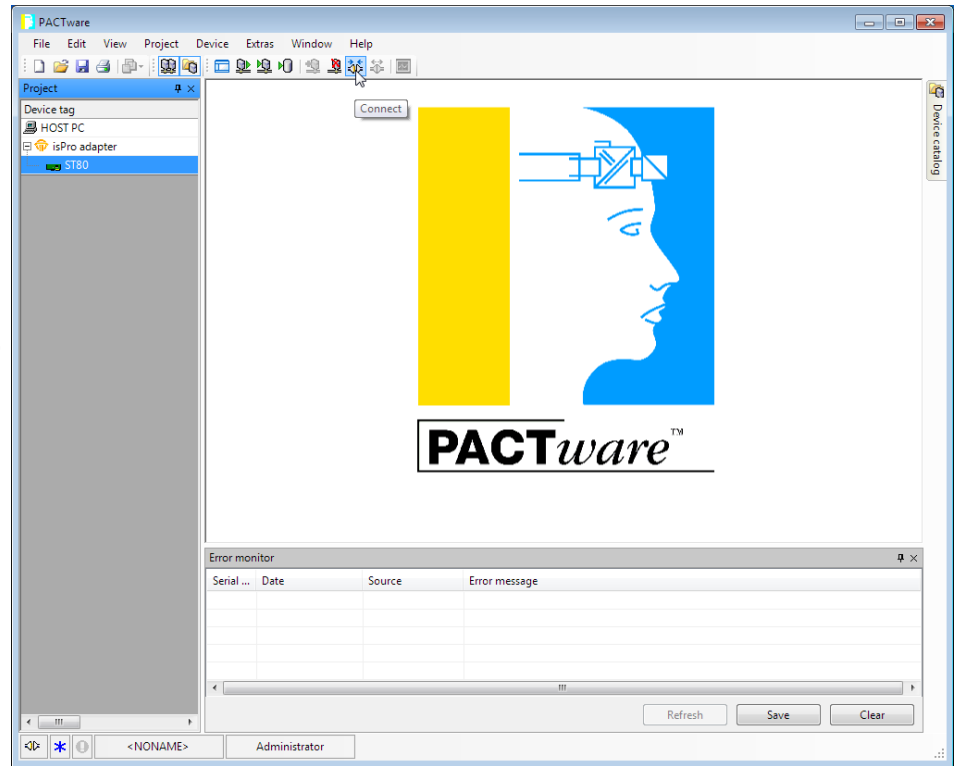 PACTware
File Edit View Project Device Extras Window Help
Project
Device tag
HOST PC
isPro adapter
ST80
Connect
Device catalog
PACTware™
Error monitor
Serial ... Date Source Error message
Refresh Save Clear
<NONAME> Administrator